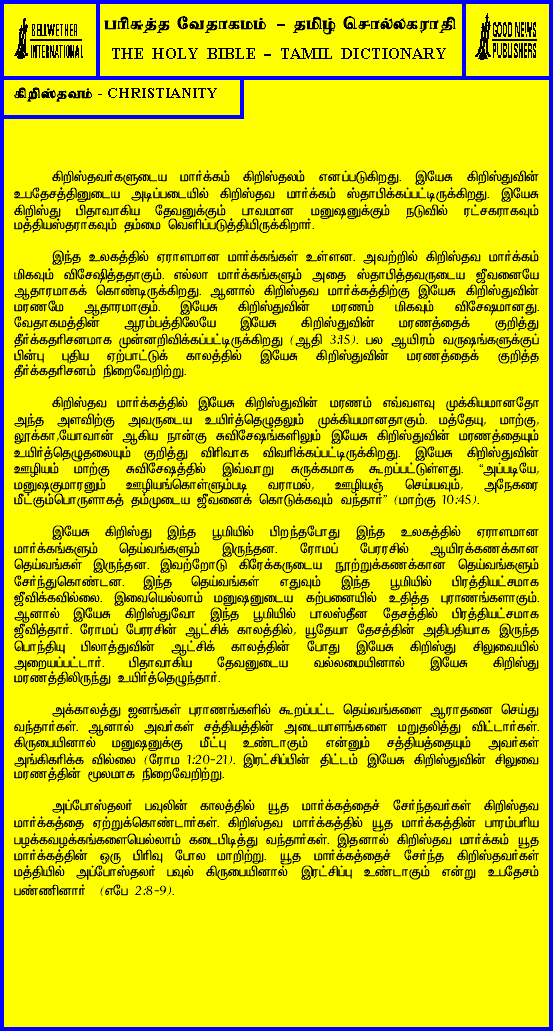 BELLWETHER
INTERNATIONAL
பரிசுத்த வேதாகமம் – தமிழ் சொல்லகராதி
THE HOLY BIBLE – TAMIL DICTIONARY
GOOD NEWS
PUBLISHERS
கிறிஸ்தவம் - CHRISTIANITY
கிறிஸ்தவர்களுடைய மார்க்கம் கிறிஸ்தலம் எனப்படுகிறது. இயேசு கிறிஸ்துவின்
உபதேசத்தினுடைய அடிப்படையில் கிறிஸ்தவ மார்க்கம் ஸ்தாபிக்கப்பட்டிருக்கிறது. இயேசு
கிறிஸ்து பிதாவாகிய தேவனுக்கும் பாவமான மனுஷனுக்கும் நடுவில் ரட்சகராகவும்
மத்தியஸ்தராகவும் தம்மை வெளிப்படுத்தியிருக்கிறார்.
இந்த உலகத்தில் ஏராளமான மார்க்கங்கள் உள்ளன. அவற்றில் கிறிஸ்தவ மார்க்கம்
மிகவும் விசேஷித்ததாகும். எல்லா மார்க்கங்களும் அதை ஸ்தாபித்தவருடைய ஜீவனையே
ஆதாரமாகக் கொண்டிருக்கிறது. ஆனால் கிறிஸ்தவ மார்க்கத்திற்கு இயேசு கிறிஸ்துவின்
மரணமே ஆதாரமாகும். இயேசு கிறிஸ்துவின் மரணம் மிகவும் விசேஷமானது.
வேதாகமத்தின் ஆரம்பத்திலேயே இயேசு கிறிஸ்துவின் மரணத்தைக் குறித்து
தீர்க்கதரிசனமாக முன்னறிவிக்கப்பட்டிருக்கிறது (ஆதி 3:15). பல ஆயிரம் வருஷங்களுக்குப்
பின்பு புதிய ஏற்பாட்டுக் காலத்தில் இயேசு கிறிஸ்துவின் மரணத்தைக் குறித்த
தீர்க்கதரிசனம் நிறைவேறிற்று.
கிறிஸ்தவ மார்க்கத்தில் இயேசு கிறிஸ்துவின் மரணம் எவ்வளவு முக்கியமானதோ
அந்த அளவிற்கு அவருடைய உயிர்த்தெழுதலும் முக்கியமானதாகும். மத்தேயு, மாற்கு,
லூக்கா,யோவான் ஆகிய நான்கு சுவிசேஷங்களிலும் இயேசு கிறிஸ்துவின் மரணத்தையும்
உயிர்த்தெழுதலையும் குறித்து விரிவாக விவரிக்கப்பட்டிருக்கிறது. இயேசு கிறிஸ்துவின்
ஊழியம் மாற்கு சுவிசேஷத்தில் இவ்வாறு சுருக்கமாக கூறப்பட்டுள்ளது. “அப்படியே,
மனுஷகுமாரனும் ஊழியங்கொள்ளும்படி வராமல், ஊழியஞ் செய்யவும், அநேகரை
மீட்கும்பொருளாகத் தம்முடைய ஜீவனைக் கொடுக்கவும் வந்தார்” (மாற்கு 10:45).
இயேசு கிறிஸ்து இந்த பூமியில் பிறந்தபோது இந்த உலகத்தில் ஏராளமான
மார்க்கங்களும் தெய்வங்களும் இருந்தன. ரோமப் பேரரசில் ஆயிரக்கணக்கான
தெய்வங்கள் இருந்தன. இவற்றோடு கிரேக்கருடைய நூற்றுக்கணக்கான தெய்வங்களும்
சேர்ந்துகொண்டன. இந்த தெய்வங்கள் எதுவும் இந்த பூமியில் பிரத்தியட்சமாக
ஜீவிக்கவில்லை. இவையெல்லாம் மனுஷனுடைய கற்பனையில் உதித்த புராணங்களாகும்.
ஆனால் இயேசு கிறிஸ்துவோ இந்த பூமியில் பாலஸ்தீன தேசத்தில் பிரத்தியட்சமாக
ஜீவித்தார். ரோமப் பேரரசின் ஆட்சிக் காலத்தில், யூதேயா தேசத்தின் அதிபதியாக இருந்த
பொந்தியு பிலாத்துவின் ஆட்சிக் காலத்தின் போது இயேசு கிறிஸ்து சிலுவையில்
அறையப்பட்டார். பிதாவாகிய தேவனுடைய வல்லமையினால் இயேசு கிறிஸ்து
மரணத்திலிருந்து உயிர்த்தெழுந்தார்.
அக்காலத்து ஜனங்கள் புராணங்களில் கூறப்பட்ட தெய்வங்களை ஆராதனை செய்து
வந்தார்கள். ஆனால் அவர்கள் சத்தியத்தின் அடையாளங்களை மறுதலித்து விட்டார்கள்.
கிருபையினால் மனுஷனுக்கு மீட்பு உண்டாகும் என்னும் சத்தியத்தையும் அவர்கள்
அங்கிகரிக்க வில்லை (ரோம 1:20-21). இரட்சிப்பின் திட்டம் இயேசு கிறிஸ்துவின் சிலுவை
மரணத்தின் மூலமாக நிறைவேறிற்று.
அப்போஸ்தலர் பவுலின் காலத்தில் யூத மார்க்கத்தைச் சேர்ந்தவர்கள் கிறிஸ்தவ
மார்க்கத்தை ஏற்றுக்கொண்டார்கள். கிறிஸ்தவ மார்க்கத்தில் யூத மார்க்கத்தின் பாரம்பரிய
பழக்கவழக்கங்களையெல்லாம் கடைபிடித்து வந்தார்கள். இதனால் கிறிஸ்தவ மார்க்கம் யூத
மார்க்கத்தின் ஒரு பிரிவு போல மாறிற்று. யூத மார்க்கத்தைச் சேர்ந்த கிறிஸ்தவர்கள்
மத்தியில் அப்போஸ்தலர் பவுல் கிருபையினால் இரட்சிப்பு உண்டாகும் என்று உபதேசம்
பண்ணினார் (எபே 2:8-9).